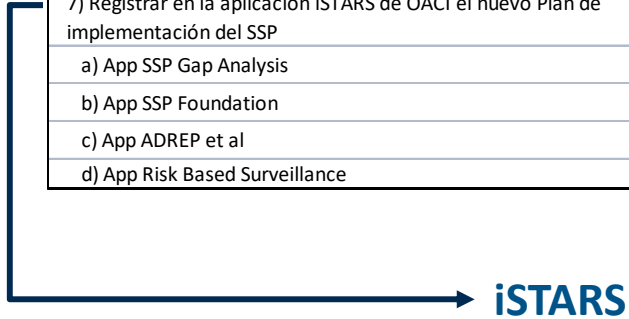 7) Registrar en la aplicación iSTARS de OACI el nuevo Plan de
implementación del SSP
a) App SSP Gap Analysis
b) App SSP Foundation
c) App ADREP et al
d) App Risk Based Surveillance
iSTARS